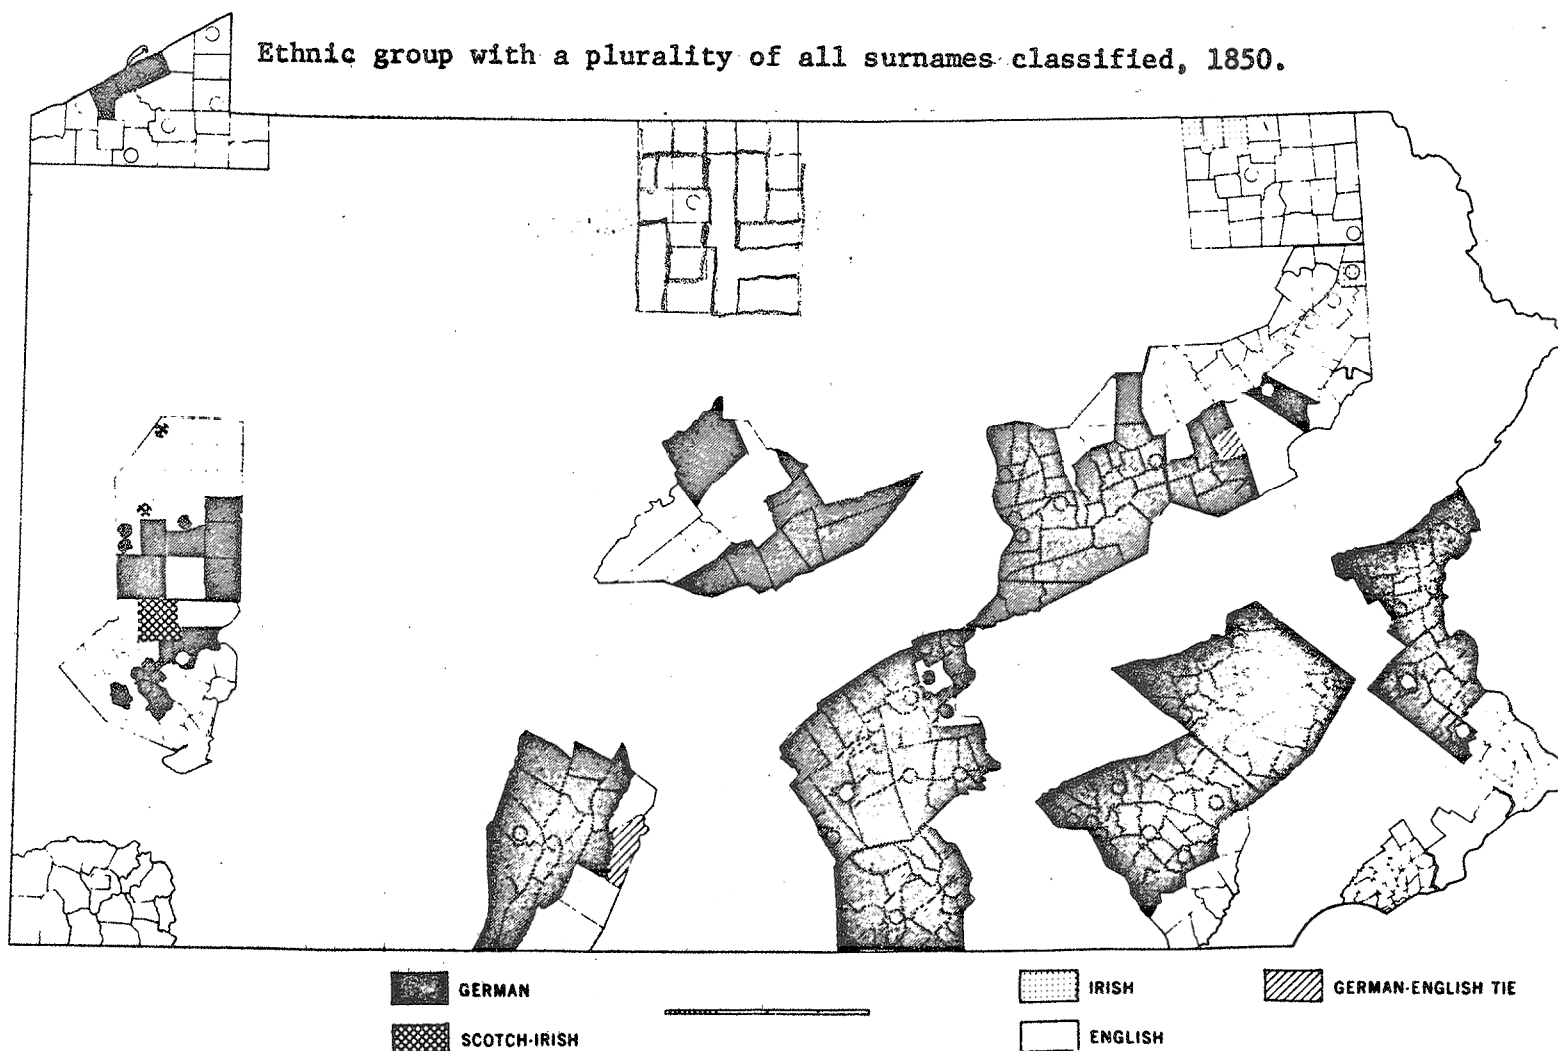 Ethnic group with a plurality of all surnames classified, 1850.
GERMAN
SCOTCH-IRISH
IRISH
ENGLISH
GERMAN-ENGLISH TIE